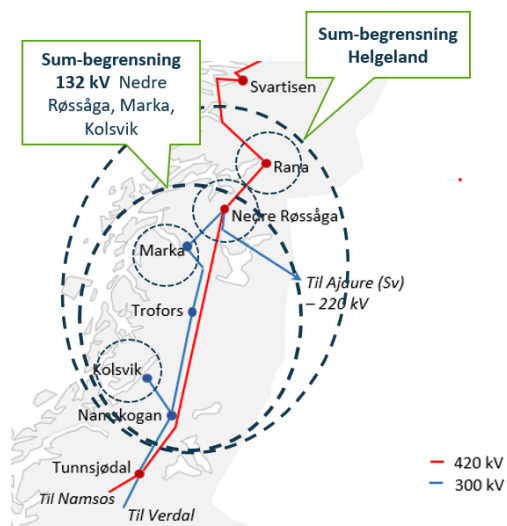 Sum-begrensning
Helgeland
Sum-begrensning
132 kV Nedre
Røssåga, Marka,
Kolsvik
Svartisen
Rana
Nedre Røssåga
Marka
Til Ajaure (Sv)
– 220 kV
Trofors
Kolsvik
Namskogan
Tunnsjødal
Til Namsos
Til Verdal
420 kV
300 kV